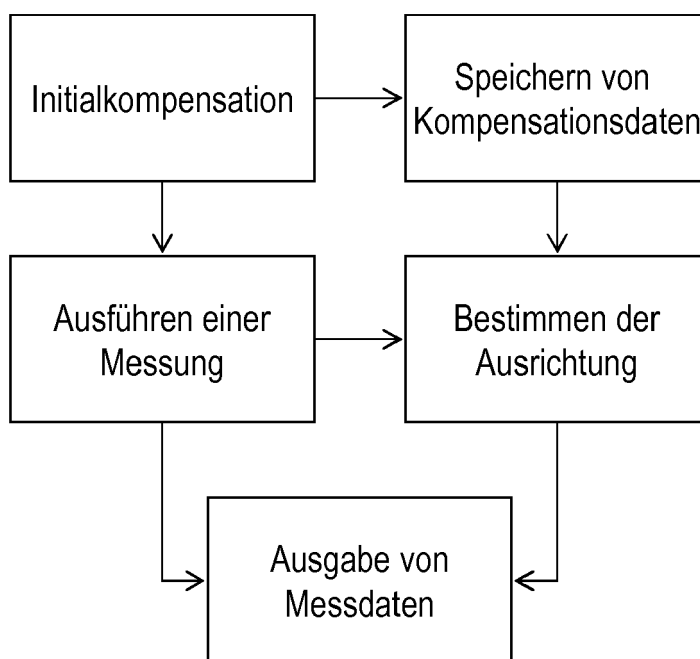 Initialkompensation
Speichern von
Kompensationsdaten
Ausführen einer
Messung
Bestimmen der
Ausrichtung
Ausgabe von
Messdaten